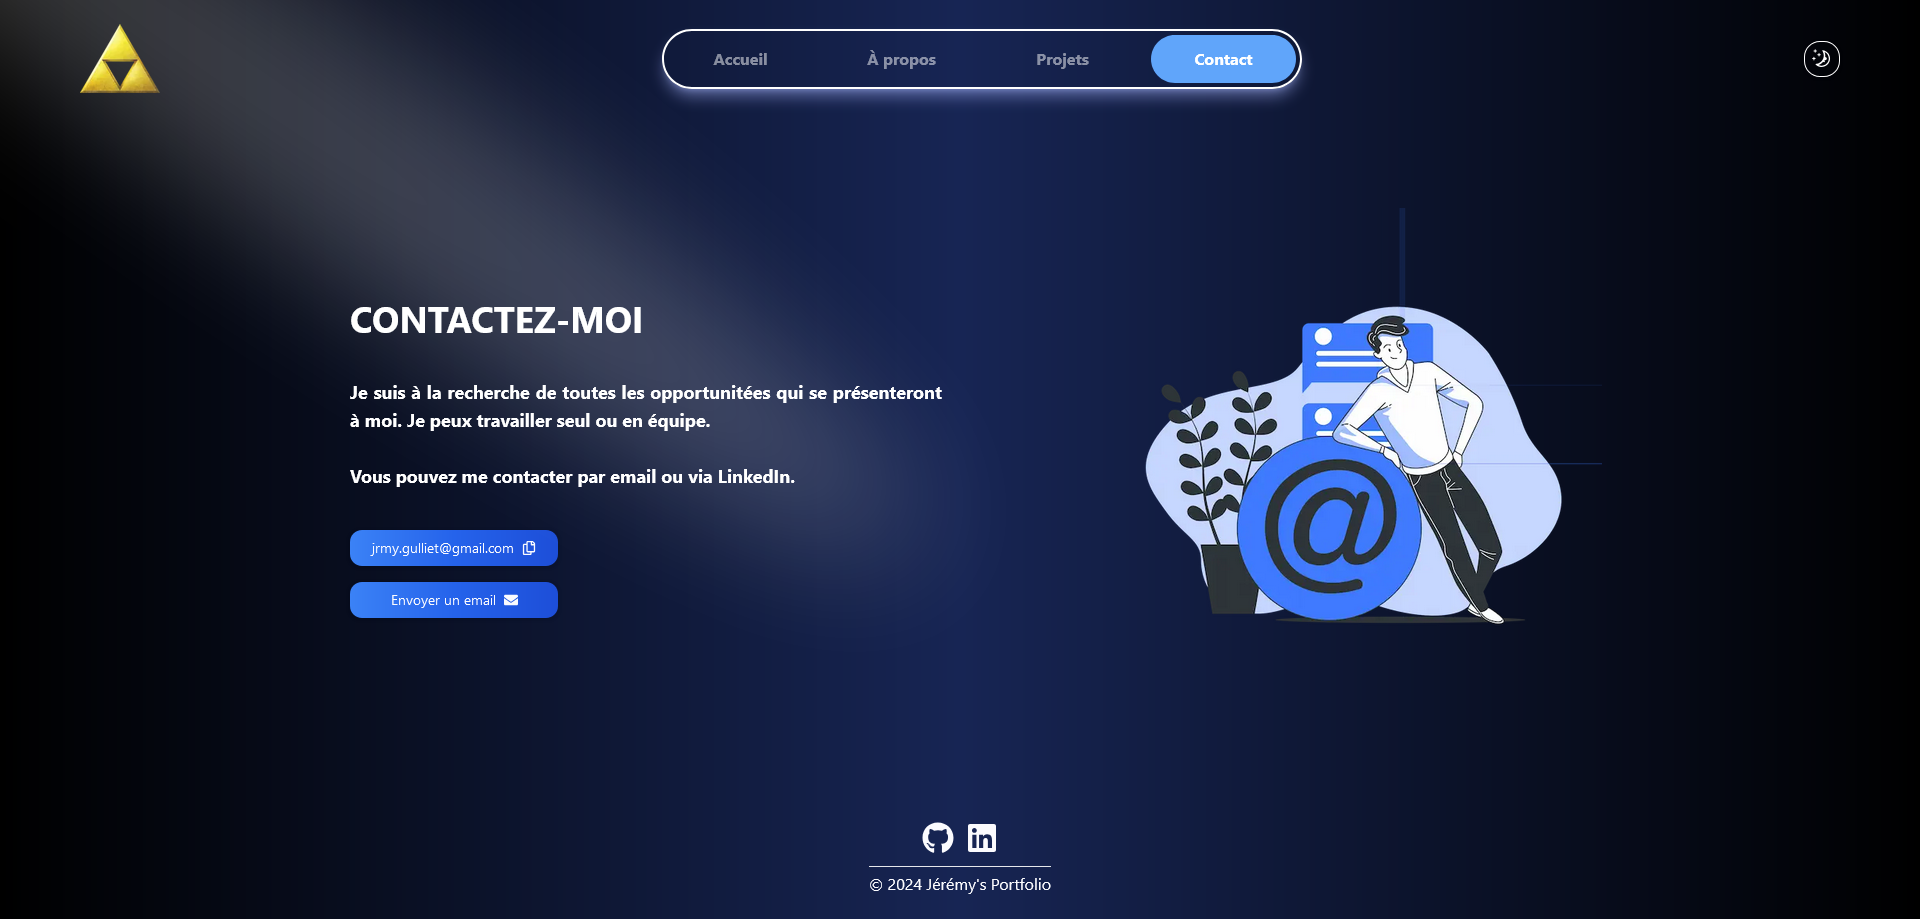 Accueil
À propos
Projets
Contact
CONTACTEZ-MOI
Je suis à la recherche de toutes les opportunitées qui se présenteront
à moi. Je peux travailler seul ou en équipe.
Vous pouvez me contacter par email ou via LinkedIn.
jrmy.gulliet@gmail.com
Envoyer un email
@
in
© 2024 Jérémy's Portfolio